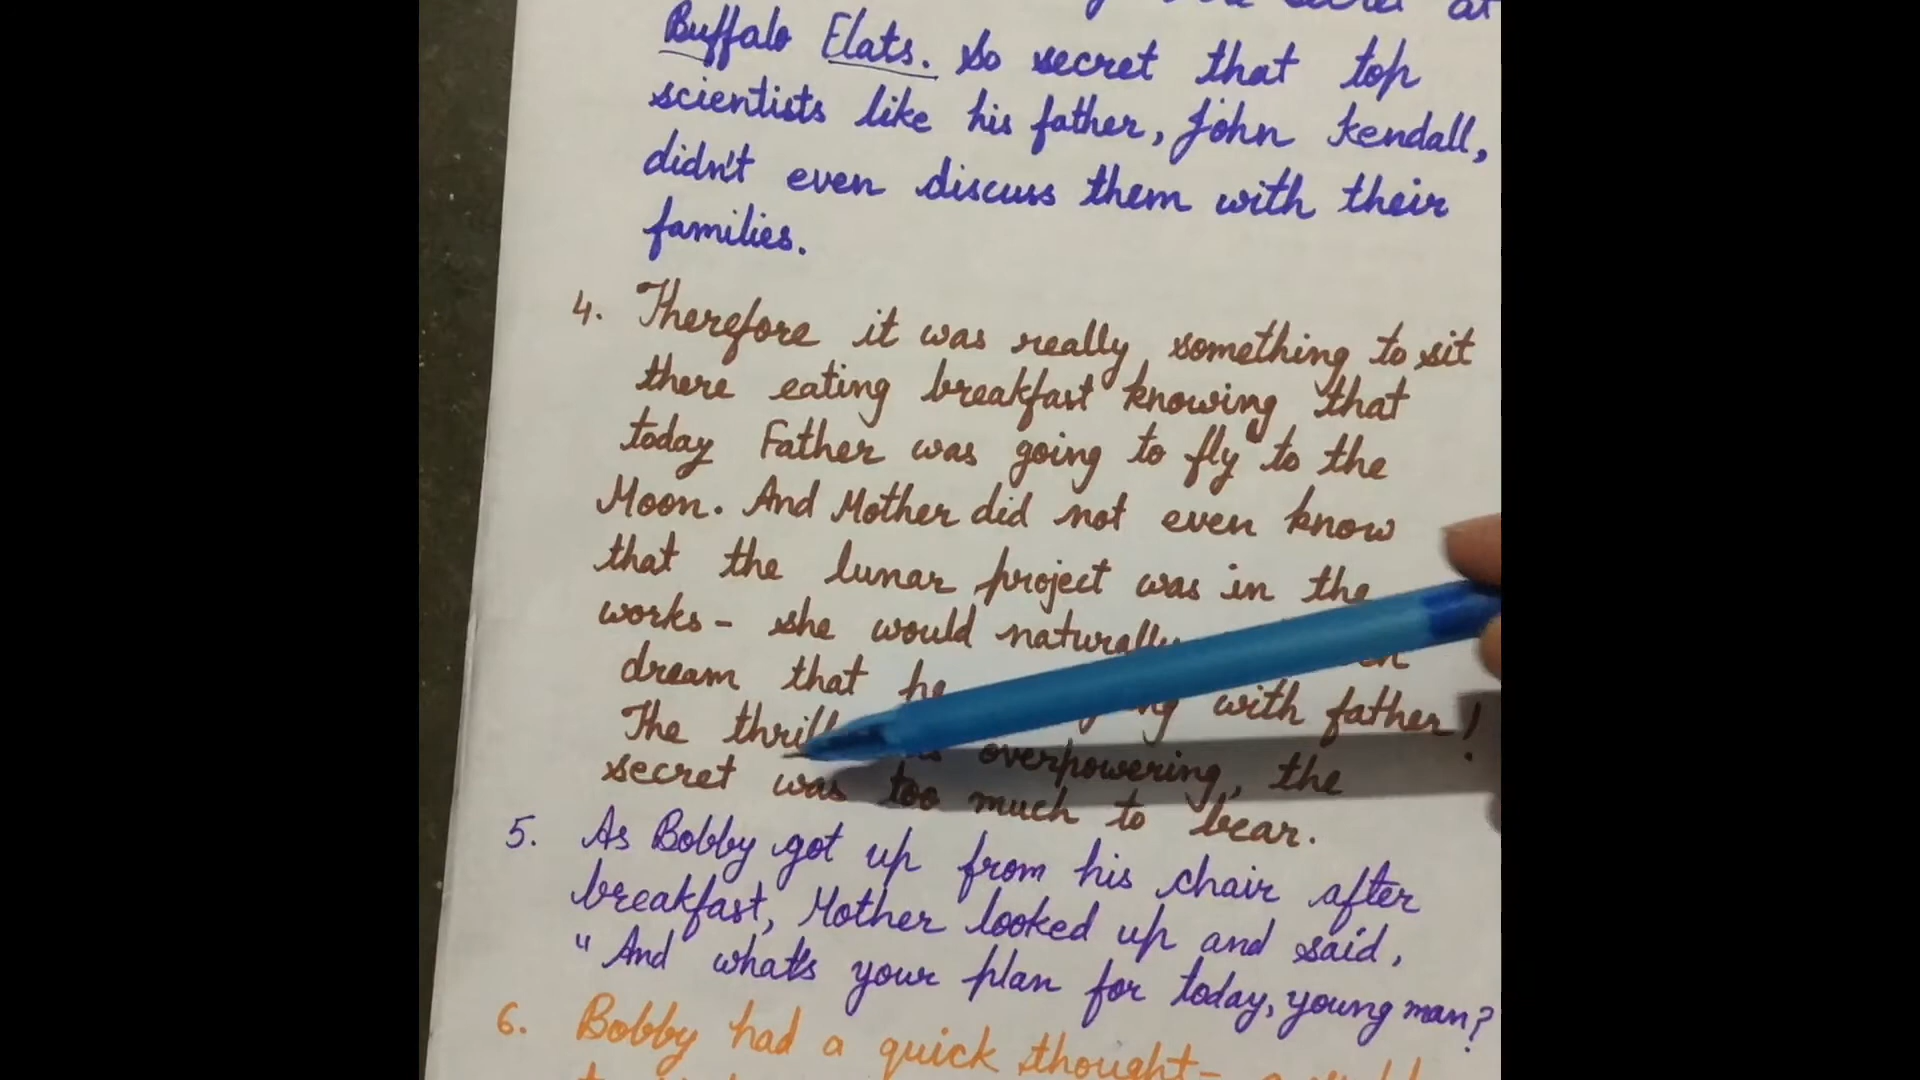 secret at
Buffalo Flats. So secret that top
scientists like his father, John Kendall,
didn't even discuss them with their
families.
4. Therefore it was really something to sit
there eating breakfast knowing that
today Father was going to fly to the
Moon. And Mother did not even know
that the lunar project was in the
works - she would naturally
dream that he with father!
The thrill overpowering, the
secret was too much to bear.
5. As Bobby got up from his chair after
breakfast, Mother looked up and said,
"And what's your plan for today, young man?
6. Bobby had a quick thought-